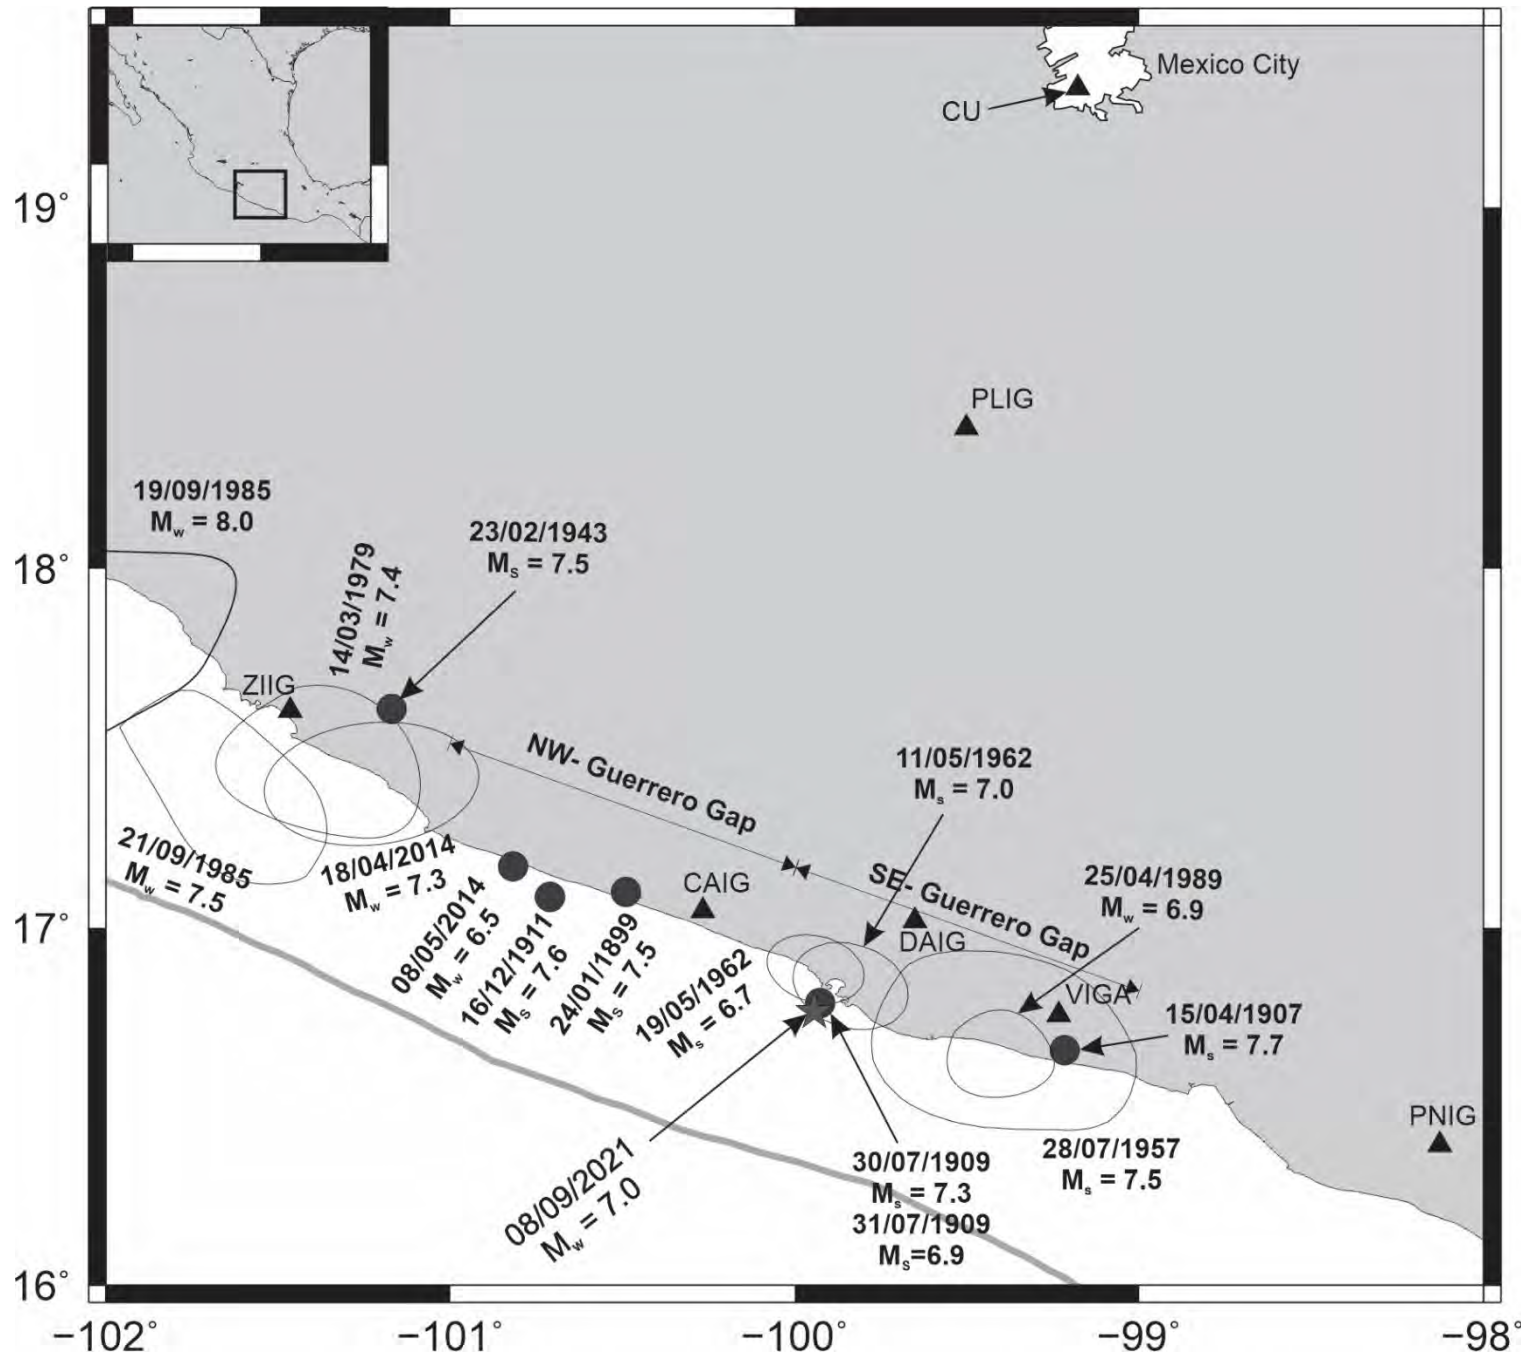 Mexico City
CU
19°
PLIG
19/09/1985
Mw = 8.0
23/02/1943
Ms = 7.5
14/03/1979
Mw = 7.4
18°
ZIIG
NW- Guerrero Gap
11/05/1962
Ms = 7.0
21/09/1985
Mw = 7.5
18/04/2014
Mw = 7.3
CAIG
SE- Guerrero Gap
25/04/1989
Mw = 6.9
DAIG
17°
08/05/2014
Mw = 6.5
16/12/1911
Ms = 7.6
24/01/1899
Ms = 7.5
19/05/1962
Ms = 6.7
VIGA
15/04/1907
Ms = 7.7
PNIG
08/09/2021
Mw = 7.0
30/07/1909
Ms = 7.3
31/07/1909
Ms=6.9
28/07/1957
Ms = 7.5
16°
−102°
−101°
−100°
−99°
−98°